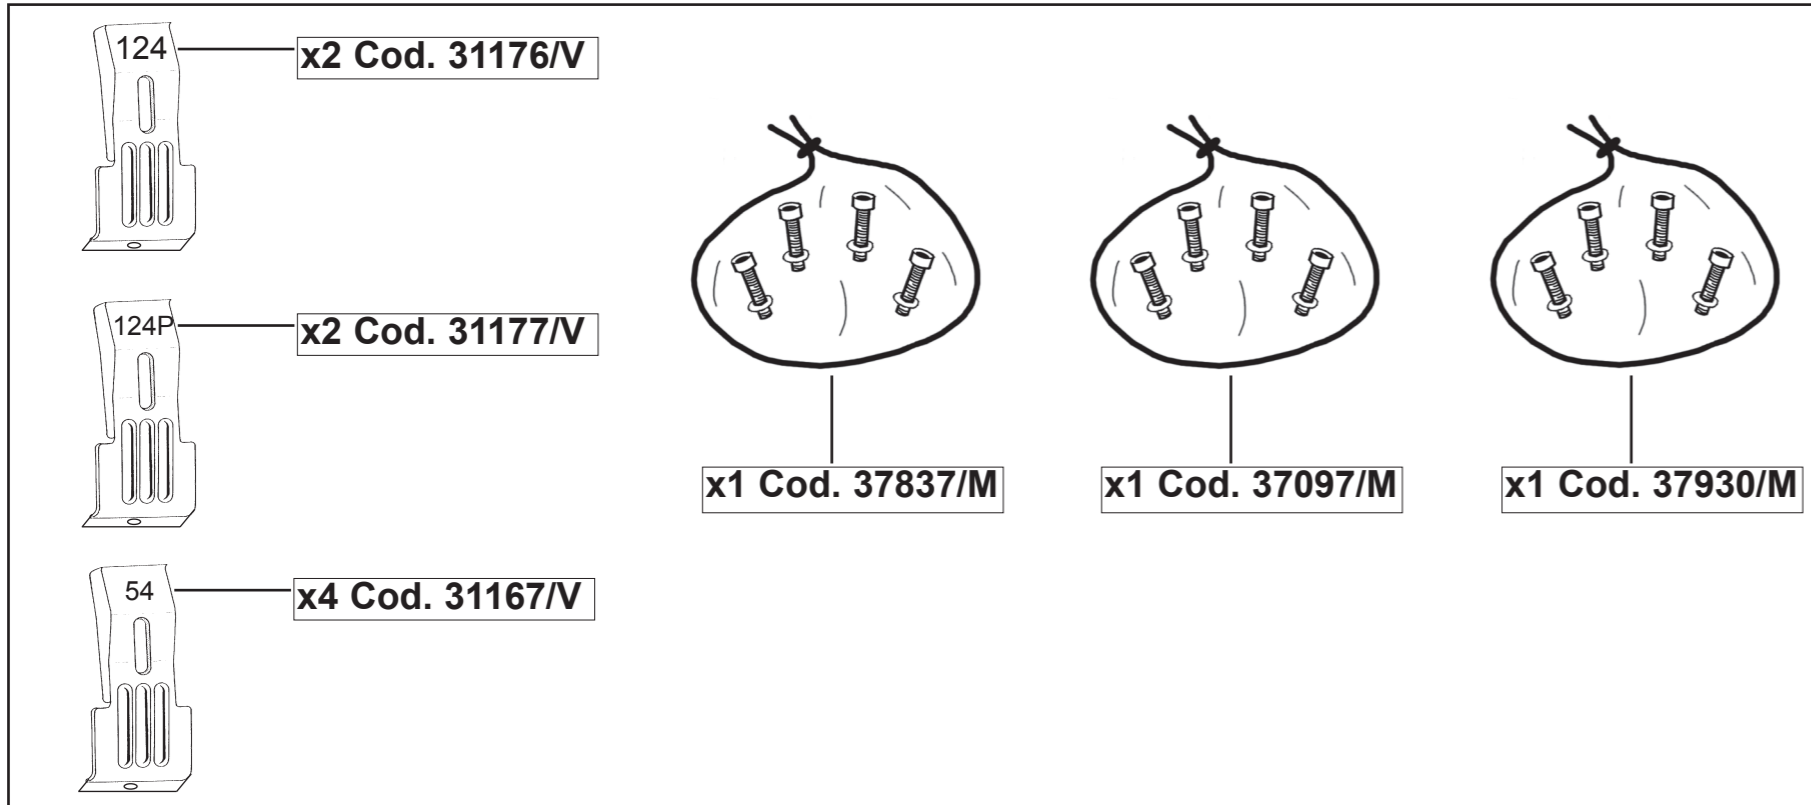 124
x2 Cod. 31176/V
124P
x2 Cod. 31177/V
54
x4 Cod. 31167/V
x1 Cod. 37837/M
x1 Cod. 37097/M
x1 Cod. 37930/M